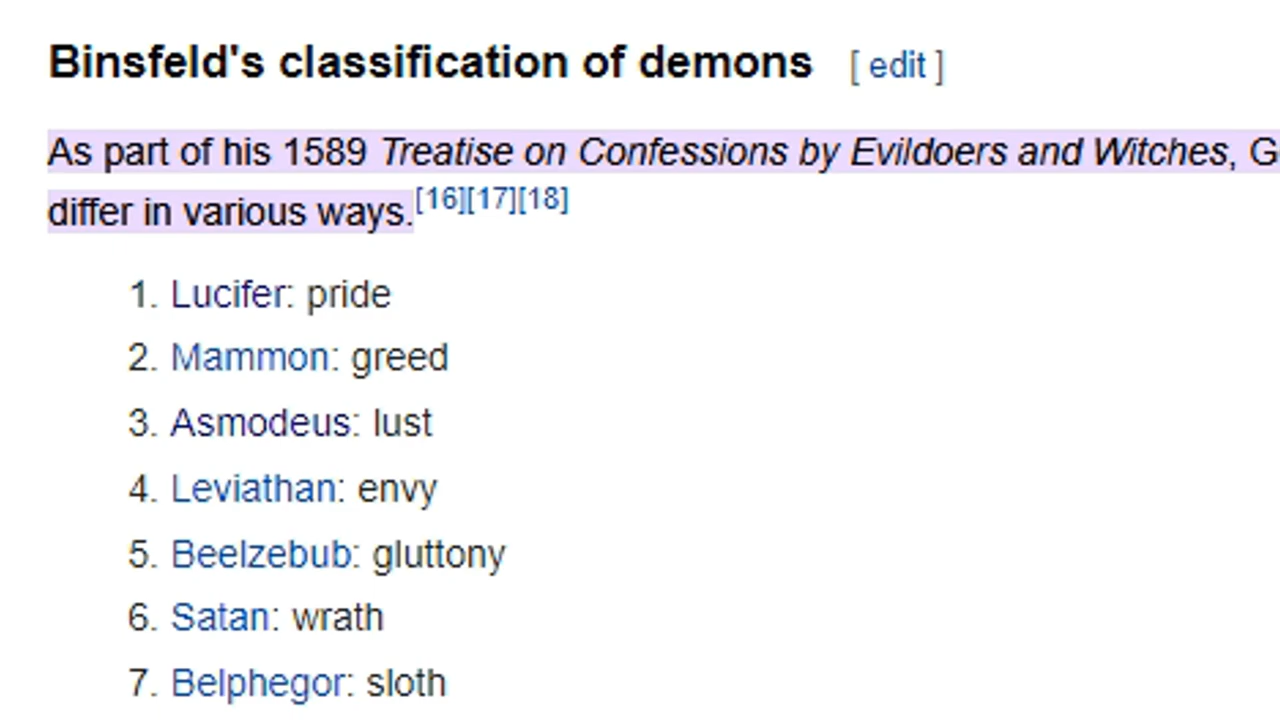 Binsfeld's classification of demons [ edit ]
As part of his 1589 Treatise on Confessions by Evildoers and Witches,
differ in various ways.[16][17][18]
1. Lucifer: pride
2. Mammon: greed
3. Asmodeus: lust
4. Leviathan: envy
5. Beelzebub: gluttony
6. Satan: wrath
7. Belphegor: sloth